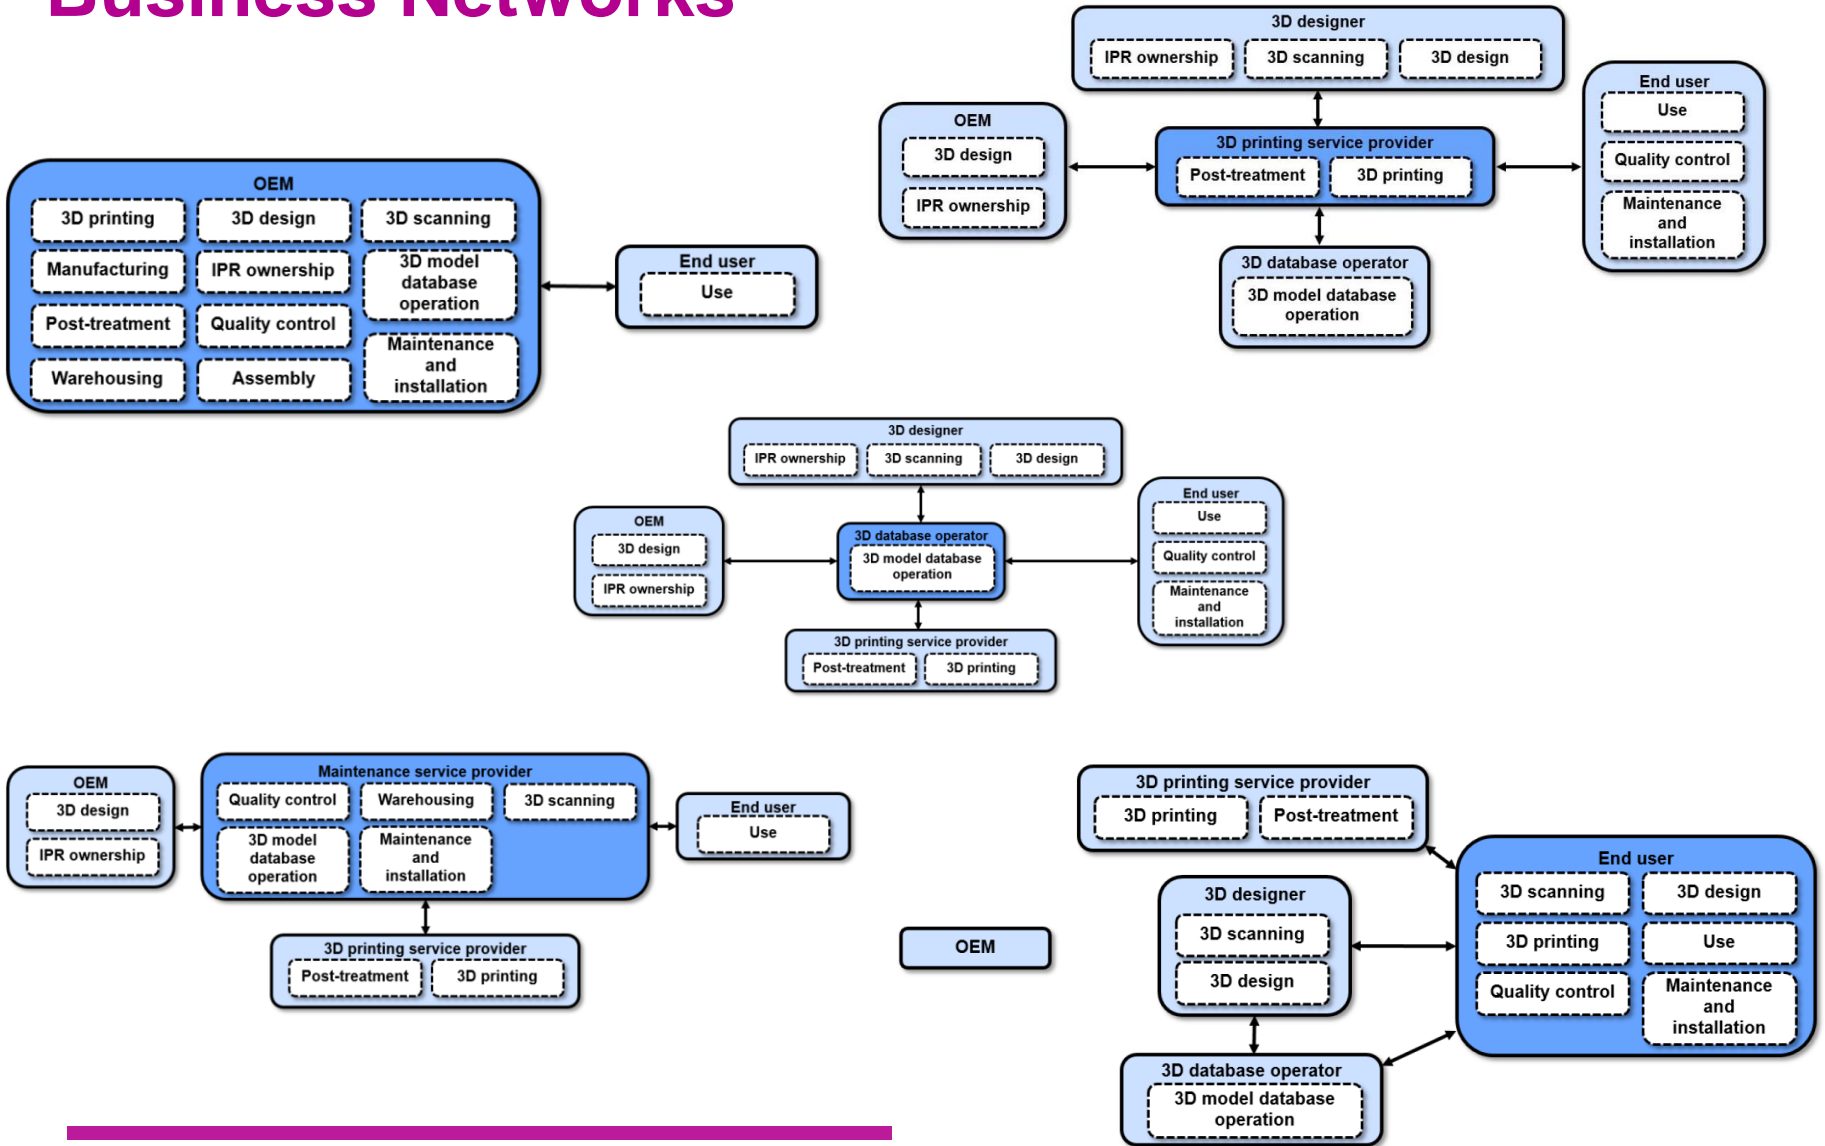 Business Networks
3D designer
IPR ownership
3D scanning
3D design
OEM
3D design
IPR ownership
3D printing service provider
Post-treatment
3D printing
End user
Use
Quality control
Maintenance
and
installation
3D database operator
3D model database
operation
OEM
3D printing
3D design
3D scanning
Manufacturing
IPR ownership
3D model
database
operation
Post-treatment
Quality control
Maintenance
and
installation
Warehousing
Assembly
End user
Use
3D designer
IPR ownership
3D scanning
3D design
OEM
3D design
IPR ownership
3D database operator
3D model database
operation
End user
Use
Quality control
Maintenance
and
installation
3D printing service provider
Post-treatment
3D printing
OEM
3D design
IPR ownership
Maintenance service provider
Quality control
Warehousing
3D scanning
3D model
database
operation
Maintenance
and
installation
End user
Use
3D printing service provider
Post-treatment
3D printing
OEM
3D printing service provider
3D printing
Post-treatment
3D designer
3D scanning
3D design
End user
3D scanning
3D design
3D printing
Use
Quality control
Maintenance
and
installation
3D database operator
3D model database
operation